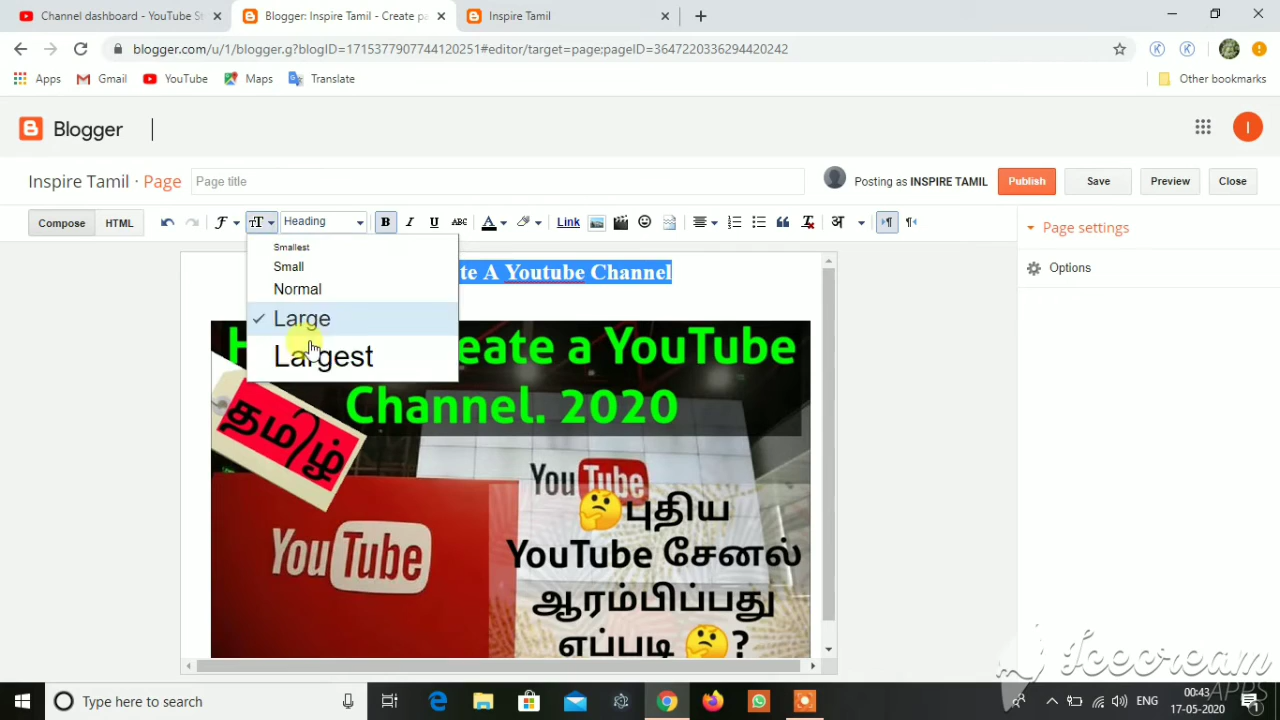 Channel dashboard - YouTube St
Blogger: Inspire Tamil - Create pa
Inspire Tamil
blogger.com/u/1/blogger.g?blogID=1715377907744120251#editor/target=page;pageID=3647220336294420242
Apps Gmail YouTube Maps Translate Other bookmarks
Blogger
I
Inspire Tamil · Page Page title Posting as INSPIRE TAMIL Publish Save Preview Close
Compose HTML Heading B I U ABC A Link
Page settings
Options
Smallest
Small
Normal
Large
Largest
te A Youtube Channel
eate a YouTube
Channel. 2020
தமிழ்
YouTube
YouTube
புதிய
YouTube சேனல்
ஆரம்பிப்பது
எப்படி ?
Icecream
APPS
Type here to search
ENG
00:43
17-05-2020
1